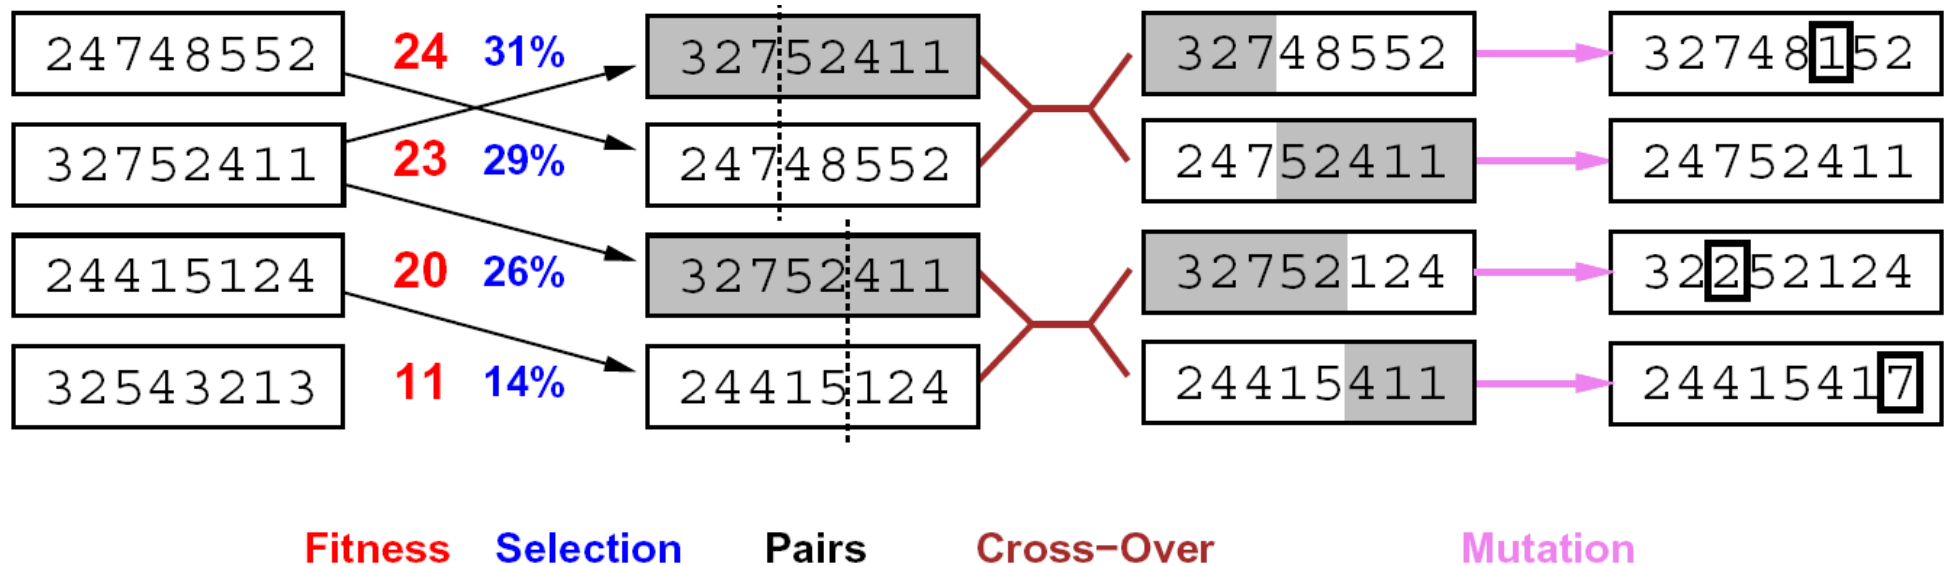 24748552 24 31% 32752411 32748552 32748152
32752411 23 29% 24748552 24752411 24752411
24415124 20 26% 32752411 32752124 32252124
32543213 11 14% 24415124 24415411 24415417
Fitness Selection Pairs Cross−Over Mutation